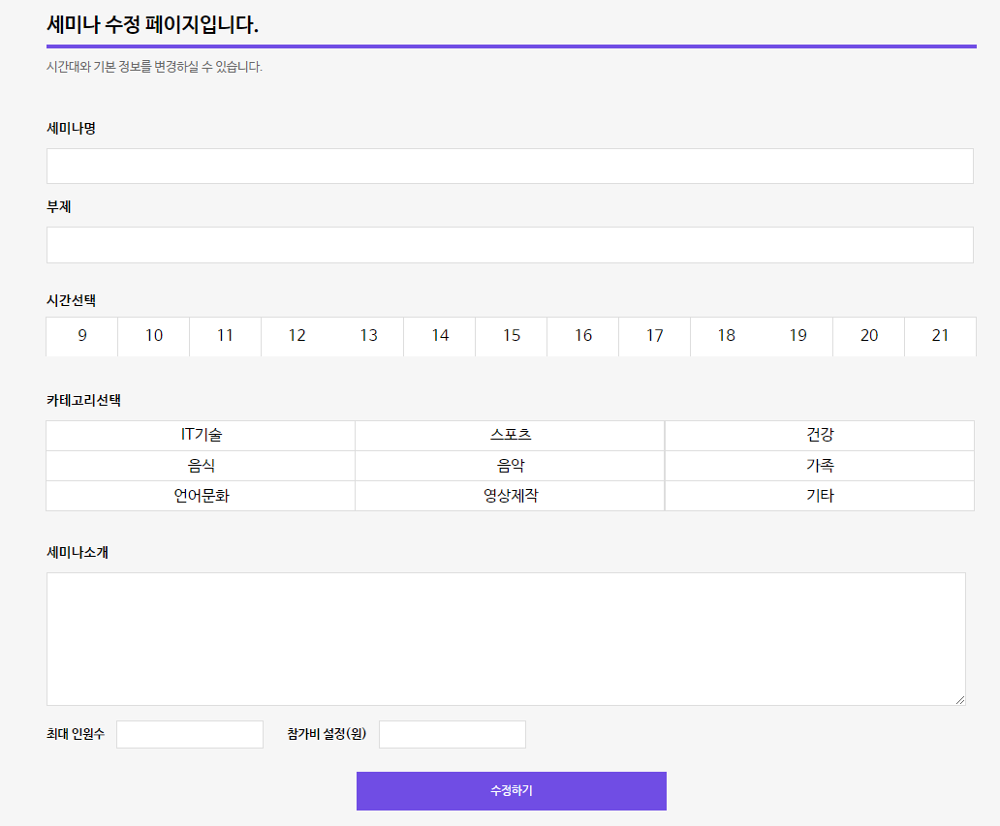 세미나 수정 페이지입니다.
시간대와 기본 정보를 변경하실 수 있습니다.
세미나명
부제
시간선택
9 10 11 12 13 14 15 16 17 18 19 20 21
카테고리선택
IT기술 스포츠 건강
음식 음악 가족
언어문화 영상제작 기타
세미나소개
최대 인원수 참가비 설정(원)
수정하기